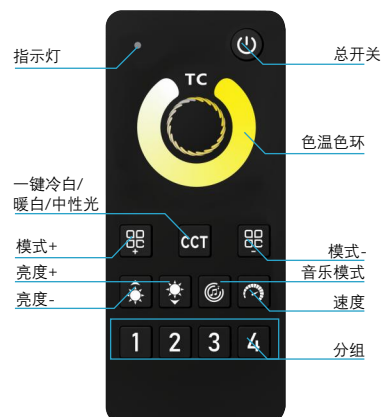 指示灯
总开关
TC
色温色环
一键冷白/
暖白/中性光
CCT
模式+
模式-
亮度+
音乐模式
亮度-
速度
1 2 3 4
分组